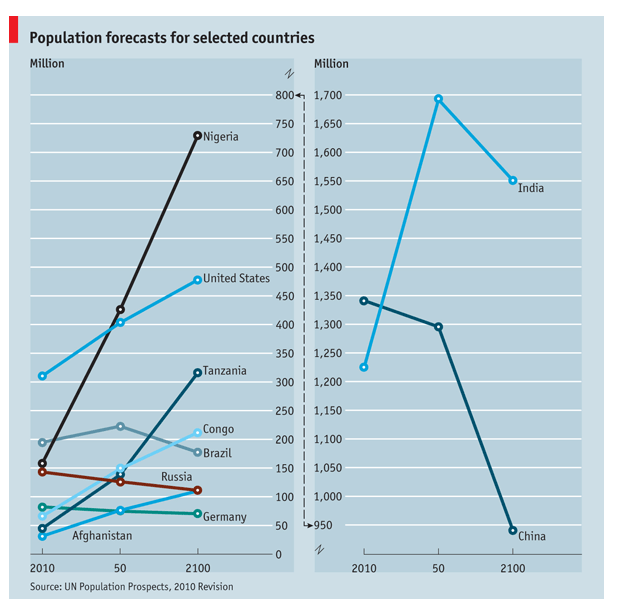 Population forecasts for selected countries
Million
800
750
700
650
600
550
500
450
400
350
300
250
200
150
100
50
0
Nigeria
United States
Tanzania
Congo
Brazil
Russia
Germany
Afghanistan
2010 50 2100
Million
1,700
1,650
1,600
1,550
1,500
1,450
1,400
1,350
1,300
1,250
1,200
1,150
1,100
1,050
1,000
950
India
China
2010 50 2100
Source: UN Population Prospects, 2010 Revision